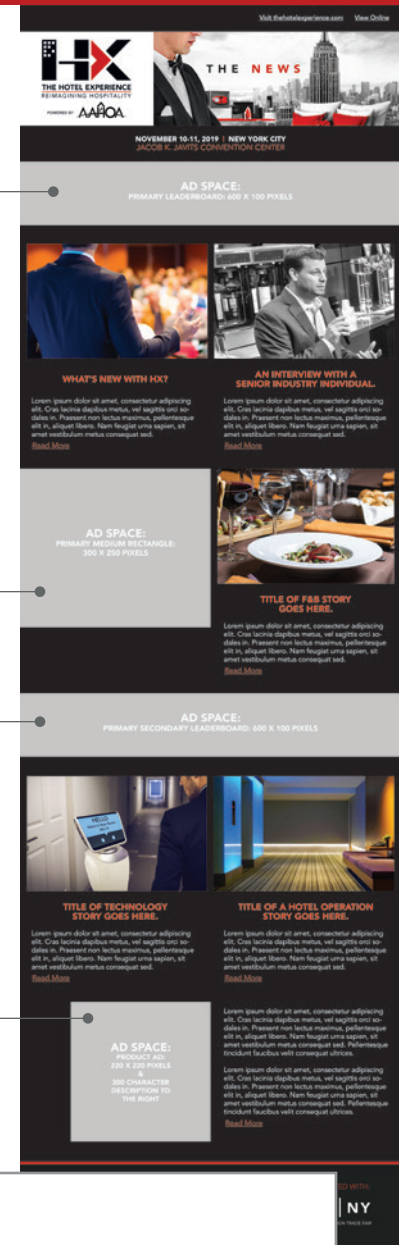 Visit thehotelexperience.com View Online
HX
THE HOTEL EXPERIENCE
REIMAGINING HOSPITALITY
POWERED BY AAHOA
THE NEWS
NOVEMBER 10-11, 2019 | NEW YORK CITY
JACOB K. JAVITS CONVENTION CENTER
AD SPACE:
PRIMARY LEADERBOARD: 600 X 100 PIXELS
WHAT'S NEW WITH HX?
Lorem ipsum dolor sit amet, consectetur adipiscing
elit. Cras lacinia dapibus metus, vel sagittis orci so-
dales in. Praesent non lectus maximus, pellentesque
elit in, aliquet libero. Nam feugiat urna sapien, sit
amet vestibulum metus consequat sed.
Read More
AN INTERVIEW WITH A
SENIOR INDUSTRY INDIVIDUAL.
Lorem ipsum dolor sit amet, consectetur adipiscing
elit. Cras lacinia dapibus metus, vel sagittis orci so-
dales in. Praesent non lectus maximus, pellentesque
elit in, aliquet libero. Nam feugiat urna sapien, sit
amet vestibulum metus consequat sed.
Read More
AD SPACE:
PRIMARY MEDIUM RECTANGLE:
300 X 250 PIXELS
TITLE OF F&B STORY
GOES HERE.
Lorem ipsum dolor sit amet, consectetur adipiscing
elit. Cras lacinia dapibus metus, vel sagittis orci so-
dales in. Praesent non lectus maximus, pellentesque
elit in, aliquet libero. Nam feugiat urna sapien, sit
amet vestibulum metus consequat sed.
Read More
AD SPACE:
PRIMARY SECONDARY LEADERBOARD: 600 X 100 PIXELS
HELLO
TITLE OF TECHNOLOGY
STORY GOES HERE.
Lorem ipsum dolor sit amet, consectetur adipiscing
elit. Cras lacinia dapibus metus, vel sagittis orci so-
dales in. Praesent non lectus maximus, pellentesque
elit in, aliquet libero. Nam feugiat urna sapien, sit
amet vestibulum metus consequat sed.
Read More
TITLE OF A HOTEL OPERATION
STORY GOES HERE.
Lorem ipsum dolor sit amet, consectetur adipiscing
elit. Cras lacinia dapibus metus, vel sagittis orci so-
dales in. Praesent non lectus maximus, pellentesque
elit in, aliquet libero. Nam feugiat urna sapien, sit
amet vestibulum metus consequat sed.
Read More
AD SPACE:
PRODUCT AD:
220 X 220 PIXELS
&
300 CHARACTER
DESCRIPTION TO
THE RIGHT
Lorem ipsum dolor sit amet, consectetur adipiscing
elit. Cras lacinia dapibus metus, vel sagittis orci so-
dales in. Praesent non lectus maximus, pellentesque
elit in, aliquet libero. Nam feugiat urna sapien, sit
amet vestibulum metus consequat sed. Pellentesque
tincidunt faucibus velit consequat ultrices.
Lorem ipsum dolor sit amet, consectetur adipiscing
elit. Cras lacinia dapibus metus, vel sagittis orci so-
dales in. Praesent non lectus maximus, pellentesque
elit in, aliquet libero. Nam feugiat urna sapien, sit
amet vestibulum metus consequat sed. Pellentesque
tincidunt faucibus velit consequat ultrices.
Read More
ED WITH:
NY
GN TRADE FAIR